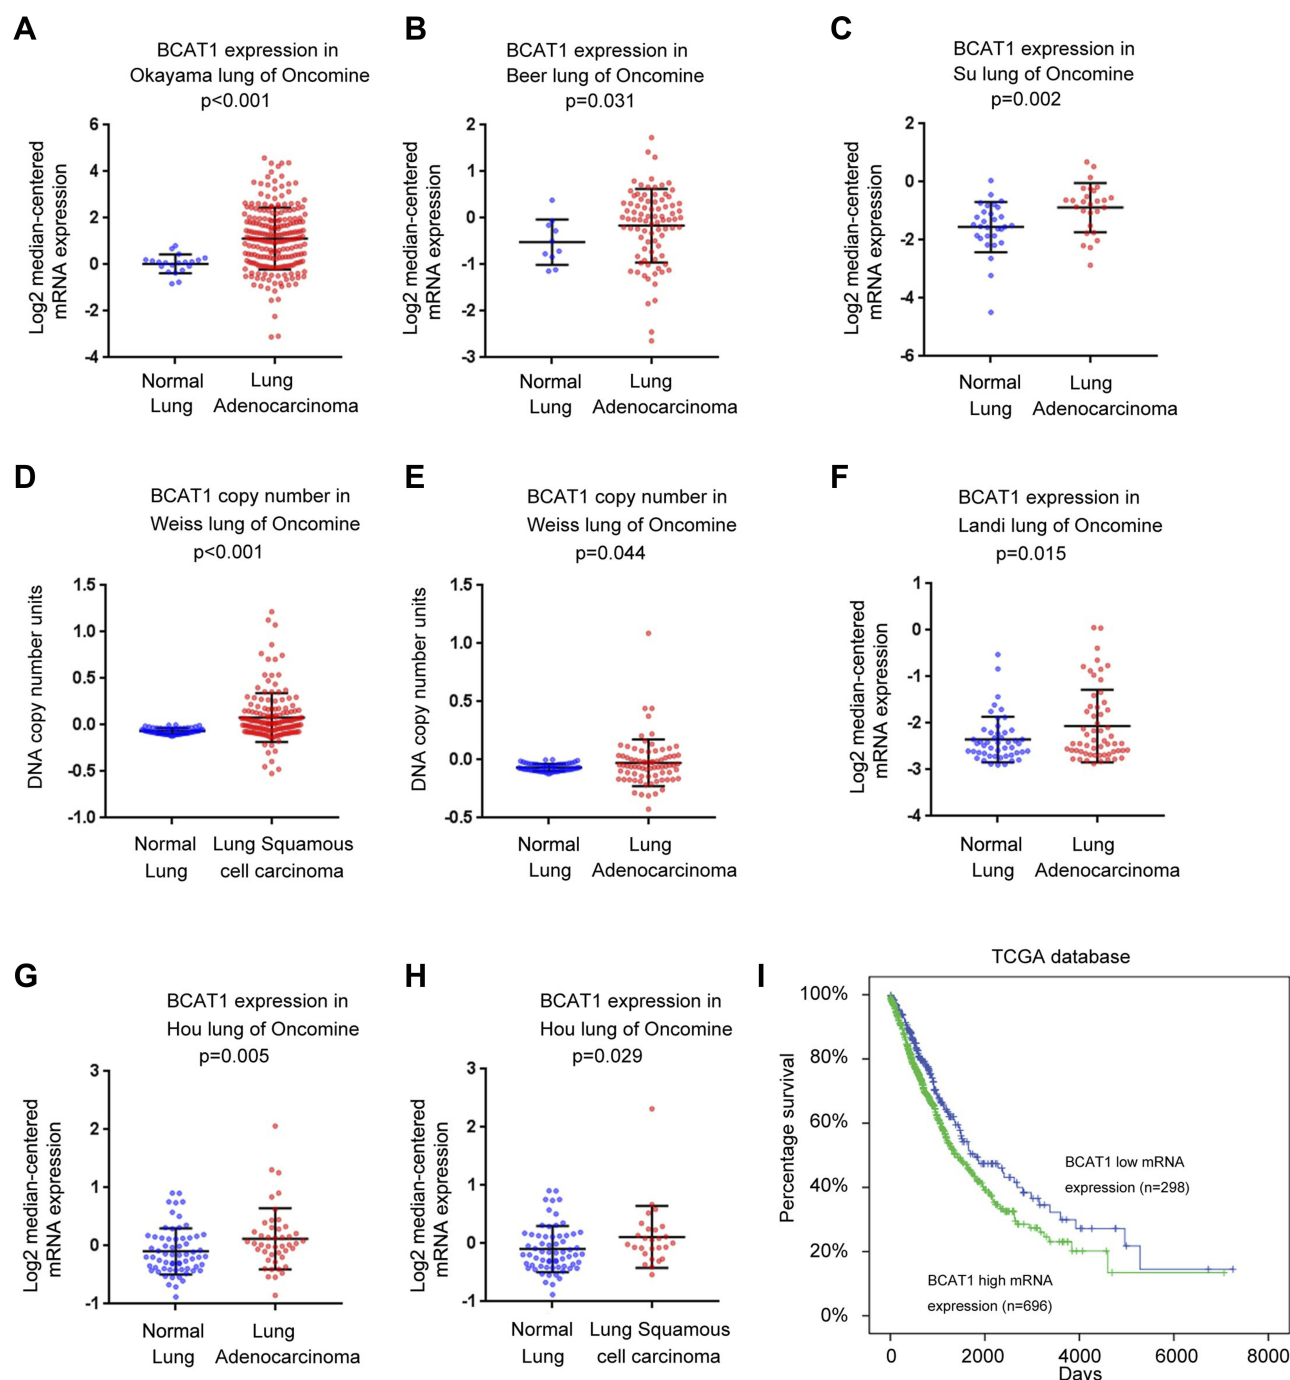 A
BCAT1 expression in
Okayama lung of Oncomine
p<0.001
Log2 median-centered
mRNA expression
6
4
2
0
-2
-4
Normal
Lung
Lung
Adenocarcinoma
B
BCAT1 expression in
Beer lung of Oncomine
p=0.031
Log2 median-centered
mRNA expression
2
1
0
-1
-2
-3
Normal
Lung
Lung
Adenocarcinoma
C
BCAT1 expression in
Su lung of Oncomine
p=0.002
Log2 median-centered
mRNA expression
2
0
-2
-4
-6
Normal
Lung
Lung
Adenocarcinoma
D
BCAT1 copy number in
Weiss lung of Oncomine
p<0.001
DNA copy number units
1.5
1.0
0.5
0.0
-0.5
-1.0
Normal
Lung
Lung Squamous
cell carcinoma
E
BCAT1 copy number in
Weiss lung of Oncomine
p=0.044
DNA copy number units
1.5
1.0
0.5
0.0
-0.5
Normal
Lung
Lung
Adenocarcinoma
F
BCAT1 expression in
Landi lung of Oncomine
p=0.015
Log2 median-centered
mRNA expression
1
0
-1
-2
-3
-4
Normal
Lung
Lung
Adenocarcinoma
G
BCAT1 expression in
Hou lung of Oncomine
p=0.005
Log2 median-centered
mRNA expression
3
2
1
0
-1
Normal
Lung
Lung
Adenocarcinoma
H
BCAT1 expression in
Hou lung of Oncomine
p=0.029
Log2 median-centered
mRNA expression
3
2
1
0
-1
Normal
Lung
Lung Squamous
cell carcinoma
I
TCGA database
Percentage survival
100%
80%
60%
40%
20%
0%
BCAT1 low mRNA
expression (n=298)
BCAT1 high mRNA
expression (n=696)
0
2000
4000
6000
8000
Days